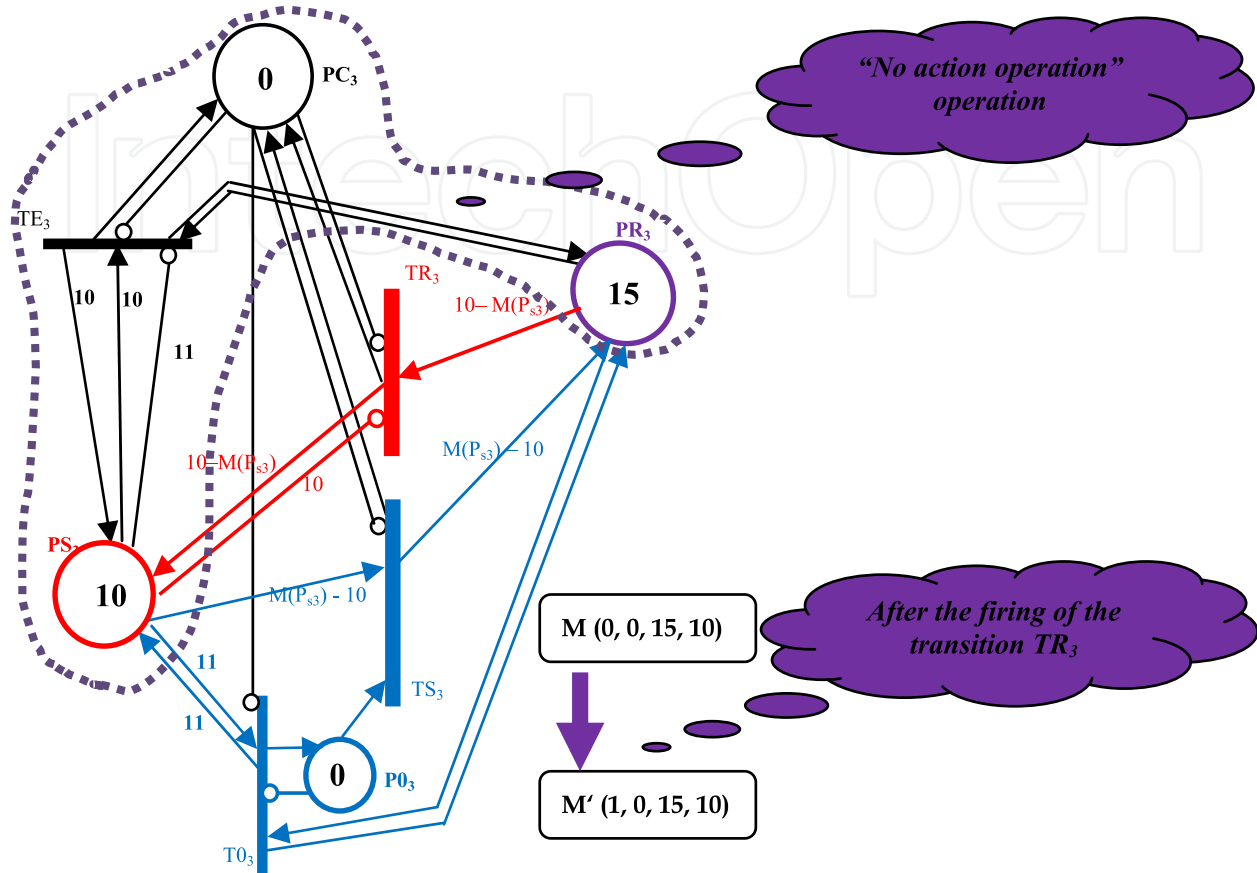 “No action operation”
operation
0
PC₃
IntechOpen
TE₃
PR₃
15
TR₃
10– M(Pₛ₃)
10
10
11
M(Pₛ₃) – 10
10–M(Pₛ₃)
10
PS₃
10
M(Pₛ₃) - 10
M (0, 0, 15, 10)
After the firing of the
transition TR₃
11
TS₃
11
0
P0₃
M‘ (1, 0, 15, 10)
T0₃